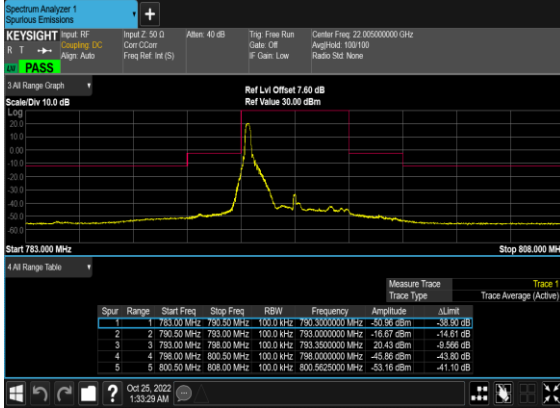 Spectrum Analyzer 1
Spurious Emissions
+
KEYSIGHT Input: RF Input Z: 50 Ω Atten: 40 dB Trig: Free Run Center Freq: 22.005000000 GHz
R T Coupling: DC Corr CCorr Gate: Off Avg|Hold: 100/100
Align: Auto Freq Ref: Int (S) IF Gain: Low Radio Std: None
LXI PASS
3 All Range Graph
Ref Lvl Offset 7.60 dB
Scale/Div 10.0 dB Ref Value 30.00 dBm
Log
20.0
10.0
0.00
-10.0
-20.0
-30.0
-40.0
-50.0
-60.0
Start 783.000 MHz Stop 808.000 MH
4 All Range Table
Measure Trace Trace 1
Trace Type Trace Average (Active)
Spur Range Start Freq Stop Freq RBW Frequency Amplitude ΔLimit
1 1 783.00 MHz 790.50 MHz 100.0 kHz 790.3000000 MHz -50.96 dBm -38.90 dB
2 2 790.50 MHz 793.00 MHz 100.0 kHz 793.0000000 MHz -16.67 dBm -14.61 dB
3 3 793.00 MHz 798.00 MHz 100.0 kHz 793.3500000 MHz 20.43 dBm -9.566 dB
4 4 798.00 MHz 800.50 MHz 100.0 kHz 798.0000000 MHz -45.86 dBm -43.80 dB
5 5 800.50 MHz 808.00 MHz 100.0 kHz 800.5625000 MHz -53.16 dBm -41.10 dB
? Oct 25, 2022
1:33:29 AM